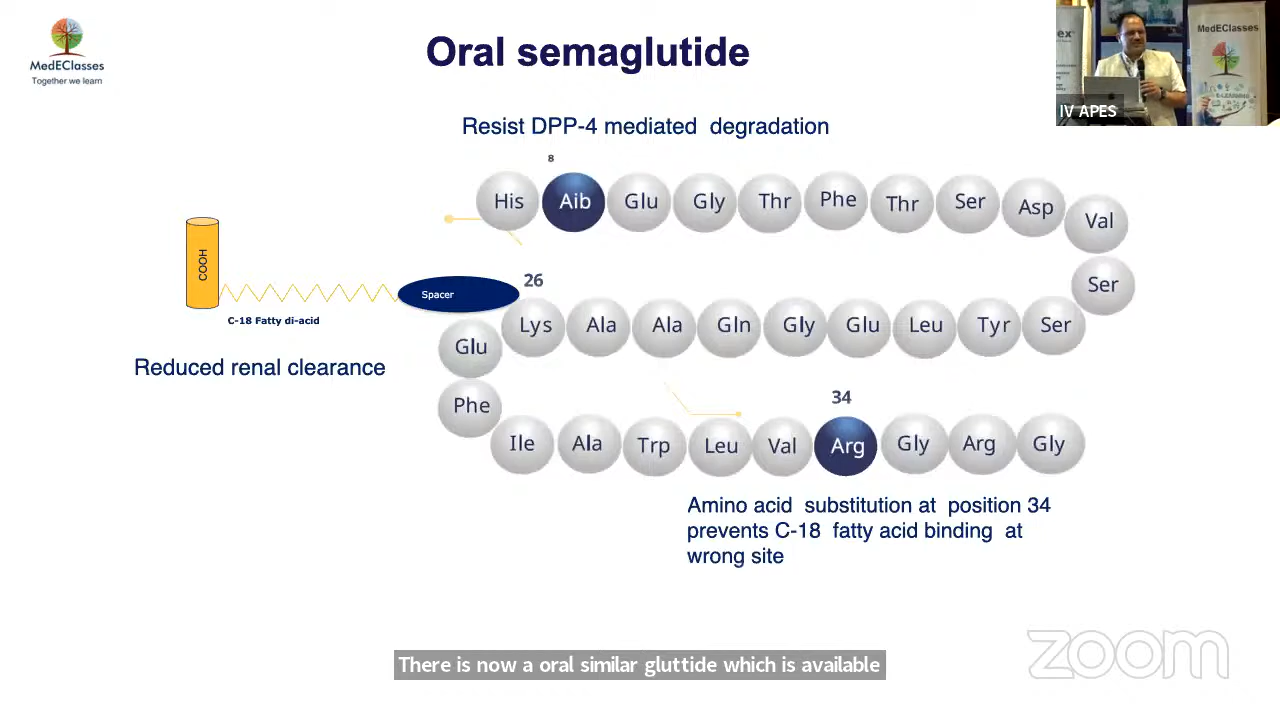 MedEClasses
Together we learn
Oral semaglutide
MedEClasses
IV APES
Resist DPP-4 mediated degradation
8
His Aib Glu Gly Thr Phe Thr Ser Asp Val
Ser
COOH
C-18 Fatty di-acid
Spacer
26
Lys Ala Ala Gln Gly Glu Leu Tyr Ser
Glu
Reduced renal clearance
Phe
34
Ile Ala Trp Leu Val Arg Gly Arg Gly
Amino acid substitution at position 34
prevents C-18 fatty acid binding at
wrong site
There is now a oral similar gluttide which is available
zoom